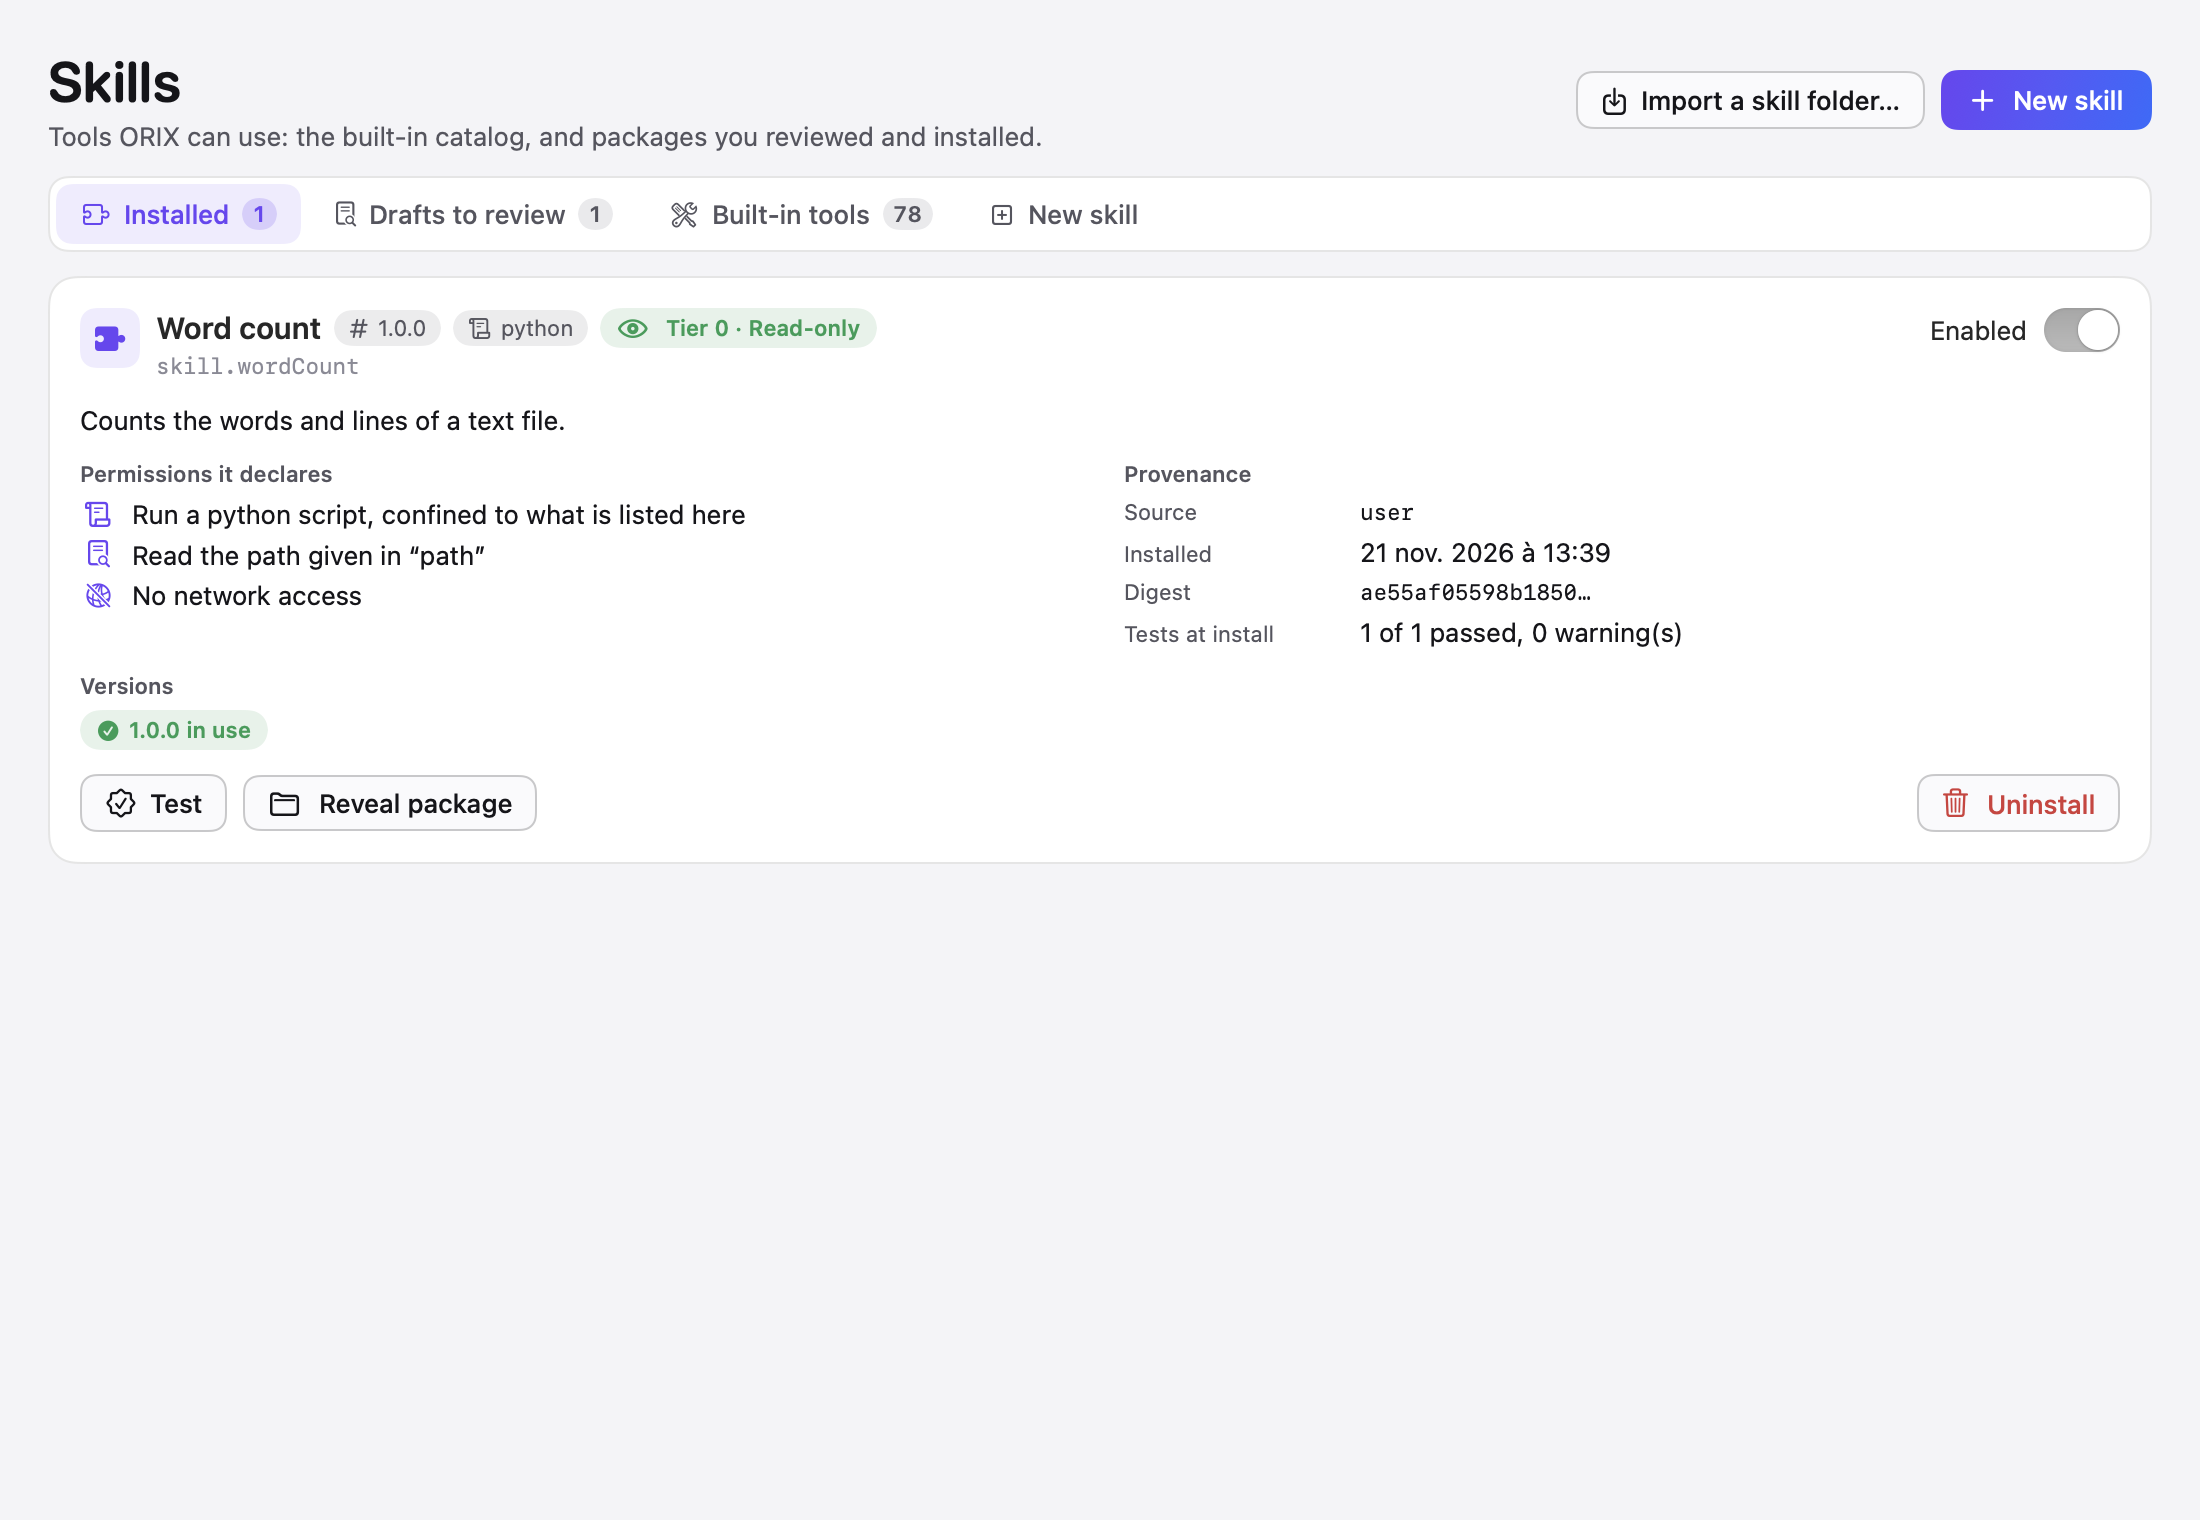 Skills
Tools ORIX can use: the built-in catalog, and packages you reviewed and installed.
Import a skill folder...
New skill
Installed 1
Drafts to review 1
Built-in tools 78
New skill
Word count
# 1.0.0
python
Tier 0 · Read-only
Enabled
skill.wordCount
Counts the words and lines of a text file.
Permissions it declares
Run a python script, confined to what is listed here
Read the path given in “path”
No network access
Provenance
Source user
Installed 21 nov. 2026 à 13:39
Digest ae55af05598b1850…
Tests at install 1 of 1 passed, 0 warning(s)
Versions
1.0.0 in use
Test
Reveal package
Uninstall